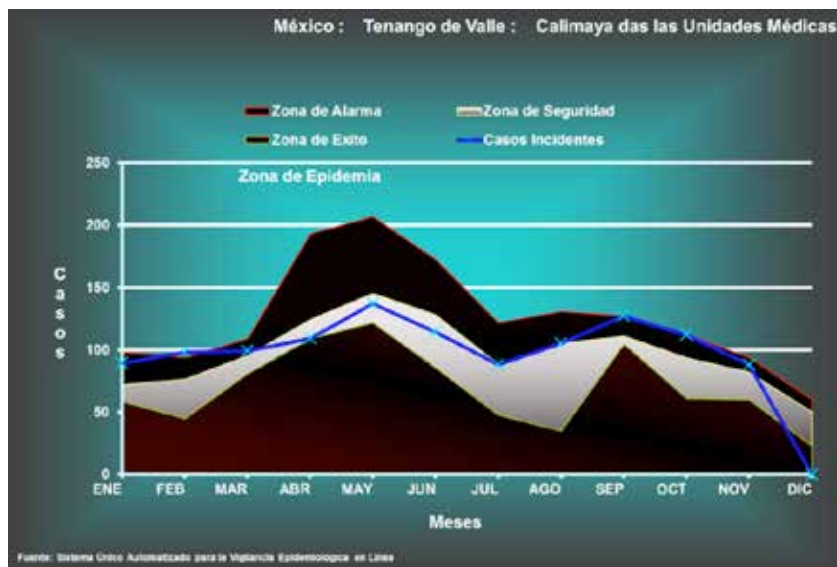 México :    Tenango de Valle :    Calimaya das las Unidades Médicas
Zona de Alarma    Zona de Seguridad
Zona de Exito    Casos Incidentes
Zona de Epidemia
250
200
150
100
50
0
Casos
ENE FEB MAR ABR MAY JUN JUL AGO SEP OCT NOV DIC
Meses
Fuente: Sistema Único Automatizado para la Vigilancia Epidemiológica en Línea